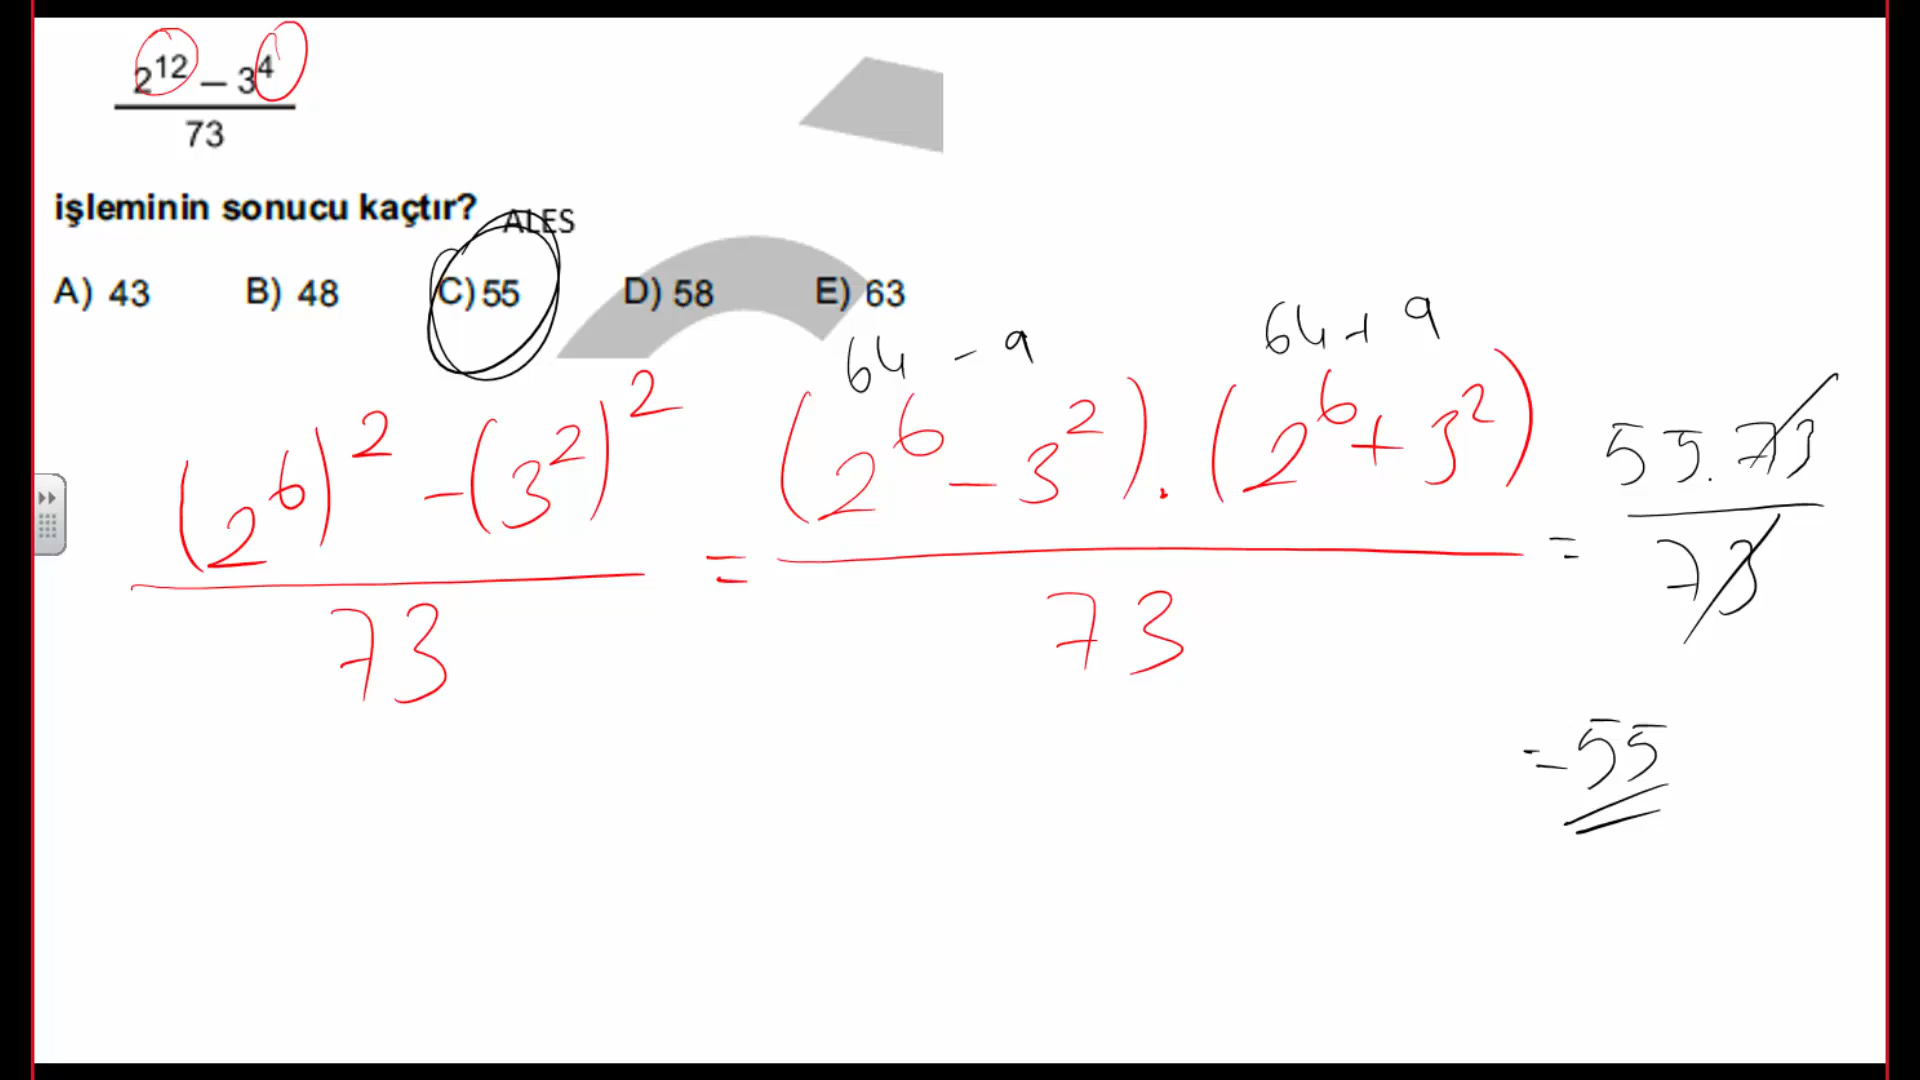 2¹² – 3⁴
73
işleminin sonucu kaçtır?
ALES
A) 43 B) 48 C) 55 D) 58 E) 63
64 - 9 64 + 9
(2⁶)² - (3²)² = (2⁶ - 3²) . (2⁶ + 3²) = 55.73
73 73 73
= 55